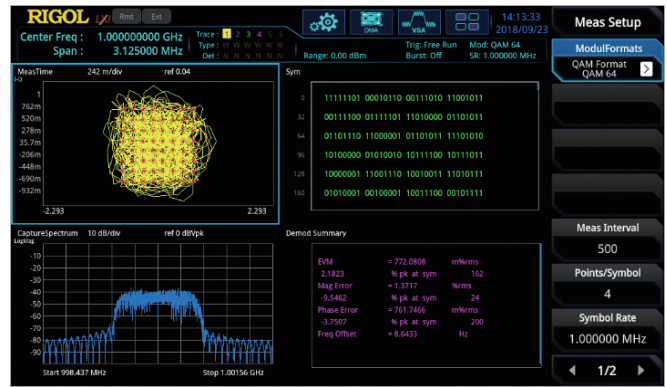 RIGOL LXI Rmt Ext
14:13:33
2018/09/23
Center Freq : 1.000000000 GHz
Span : 3.125000 MHz
Trace : 1 2 3 4 5 6
Type : W W W W W W
Det : N N N N N N
DMA
VSA
Range: 0.00 dBm
Trig: Free Run
Burst: Off
Mod: QAM 64
SR: 1.000000 MHz
MeasTime 242 m/div ref 0.04
I-Q
1
762m
520m
278m
35.7m
-206m
-448m
-690m
-932m
-2.293 2.293
Sym
0 11111101 00010110 00111010 11001011
32 00111100 01111101 11010000 01101011
64 01101110 11000001 01101011 11101010
96 10100000 01010010 10111100 10111011
128 10000001 11001110 10010011 11010111
160 01010001 00100001 10011100 00101111
CaptureSpectrum 10 dB/div ref 0 dBVpk
LogMag
-10
-20
-30
-40
-50
-60
-70
-80
-90
Start 998.437 MHz Stop 1.00156 GHz
Demod Summary
EVM = 772.0808 m%rms
2.1823 % pk at sym 162
Mag Error = 1.3717 %rms
-9.5462 % pk at sym 24
Phase Error = 761.7466 m%rms
-3.7507 % pk at sym 200
Freq Offset = 8.6433 Hz
Meas Setup
ModulFormats
QAM Format
QAM 64
Meas Interval
500
Points/Symbol
4
Symbol Rate
1.000000 MHz
1/2